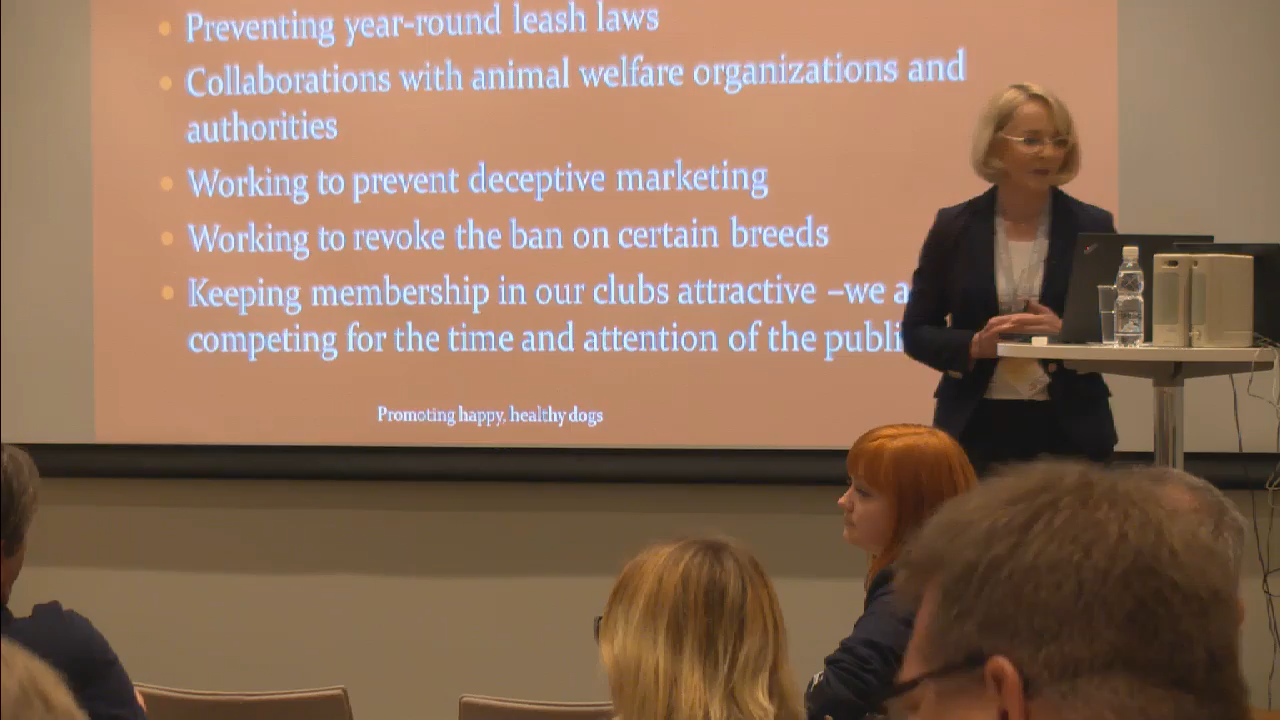 Preventing year-round leash laws
Collaborations with animal welfare organizations and
authorities
Working to prevent deceptive marketing
Working to revoke the ban on certain breeds
Keeping membership in our clubs attractive –we a
competing for the time and attention of the publi
Promoting happy, healthy dogs